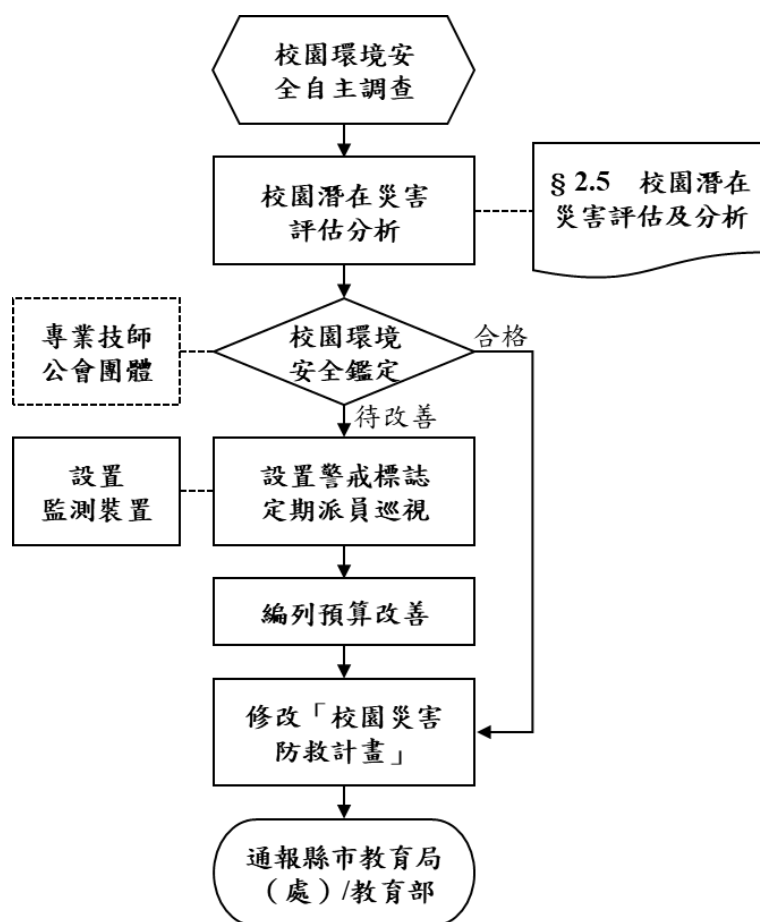 校園環境安
全自主調查
校園潛在災害
評估分析
§ 2.5 校園潛在
災害評估及分析
專業技師
公會團體
校園環境
安全鑑定
合格
待改善
設置
監測裝置
設置警戒標誌
定期派員巡視
編列預算改善
修改「校園災害
防救計畫」
通報縣市教育局
（處）/教育部